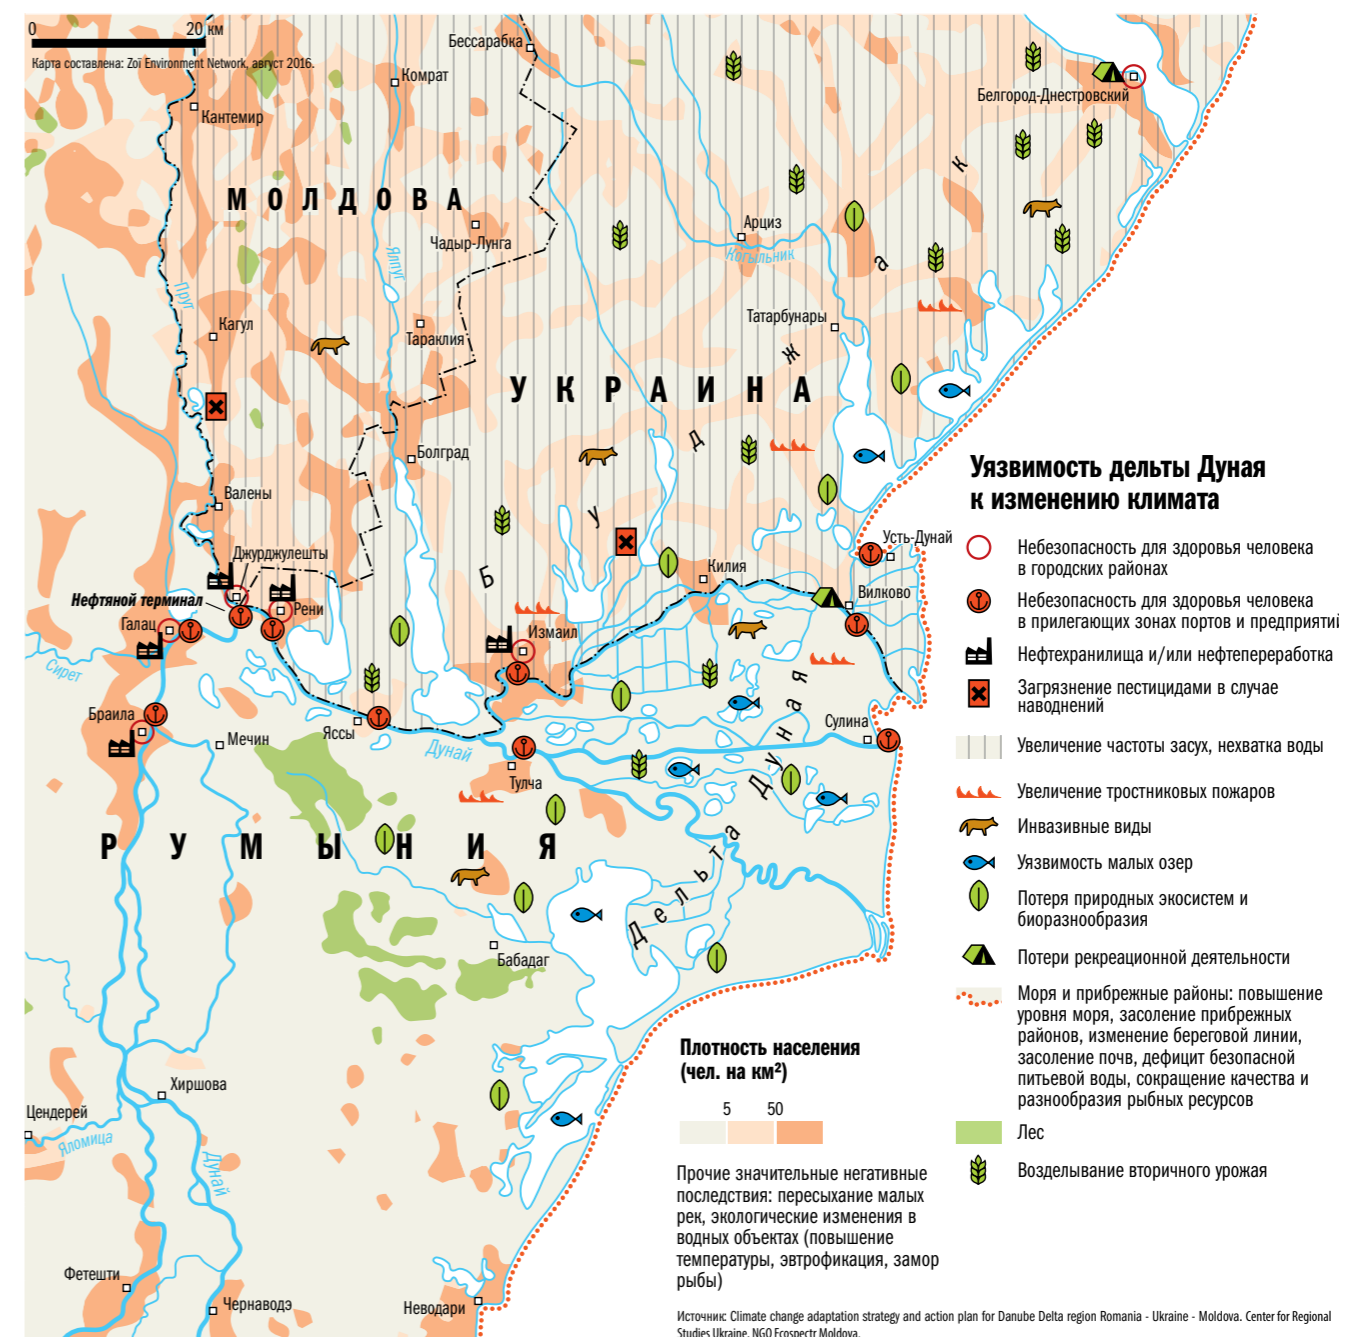 0 20 км
Карта составлена: Zoï Environment Network, август 2016.
Бессарабка
Комрат
Кантемир
Белгород-Днестровский
МОЛДОВА
Чадыр-Лунга
Ялпуг
Арциз
Когыльник
Прут
Кагул
Тараклия
Татарбунары
УКРАИНА
Буджак
Болград
Валены
Джурджулешты
Нефтяной терминал
Галац
Рени
Сирет
Измаил
Килия
Усть-Дунай
Вилково
Браила
Мечин
Яссы
Дунай
Тулча
Сулина
Дельта Дуная
РУМЫНИЯ
Бабадаг
Хиршова
Цендерей
Яломица
Дунай
Фетешти
Чернаводэ
Неводари
Уязвимость дельты Дуная
к изменению климата
Небезопасность для здоровья человека
в городских районах
Небезопасность для здоровья человека
в прилегающих зонах портов и предприяти
Нефтехранилища и/или нефтепереработка
Загрязнение пестицидами в случае
наводнений
Увеличение частоты засух, нехватка воды
Увеличение тростниковых пожаров
Инвазивные виды
Уязвимость малых озер
Потеря природных экосистем и
биоразнообразия
Потери рекреационной деятельности
Моря и прибрежные районы: повышение
уровня моря, засоление прибрежных
районов, изменение береговой линии,
засоление почв, дефицит безопасной
питьевой воды, сокращение качества и
разнообразия рыбных ресурсов
Лес
Возделывание вторичного урожая
Плотность населения
(чел. на км²)
5 50
Прочие значительные негативные
последствия: пересыхание малых
рек, экологические изменения в
водных объектах (повышение
температуры, эвтрофикация, замор
рыбы)
Источник: Climate change adaptation strategy and action plan for Danube Delta region Romania - Ukraine - Moldova. Center for Regional
Studies Ukraine, NGO Ecospectr Moldova.